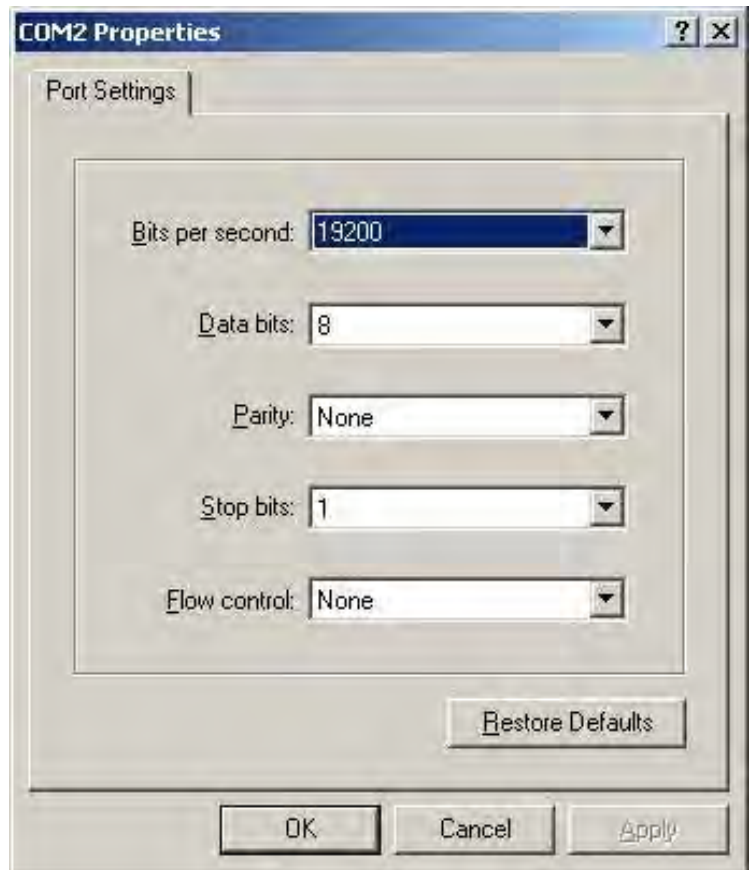 COM2 Properties
Port Settings
Bits per second: 19200
Data bits: 8
Parity: None
Stop bits: 1
Flow control: None
Restore Defaults
OK Cancel Apply